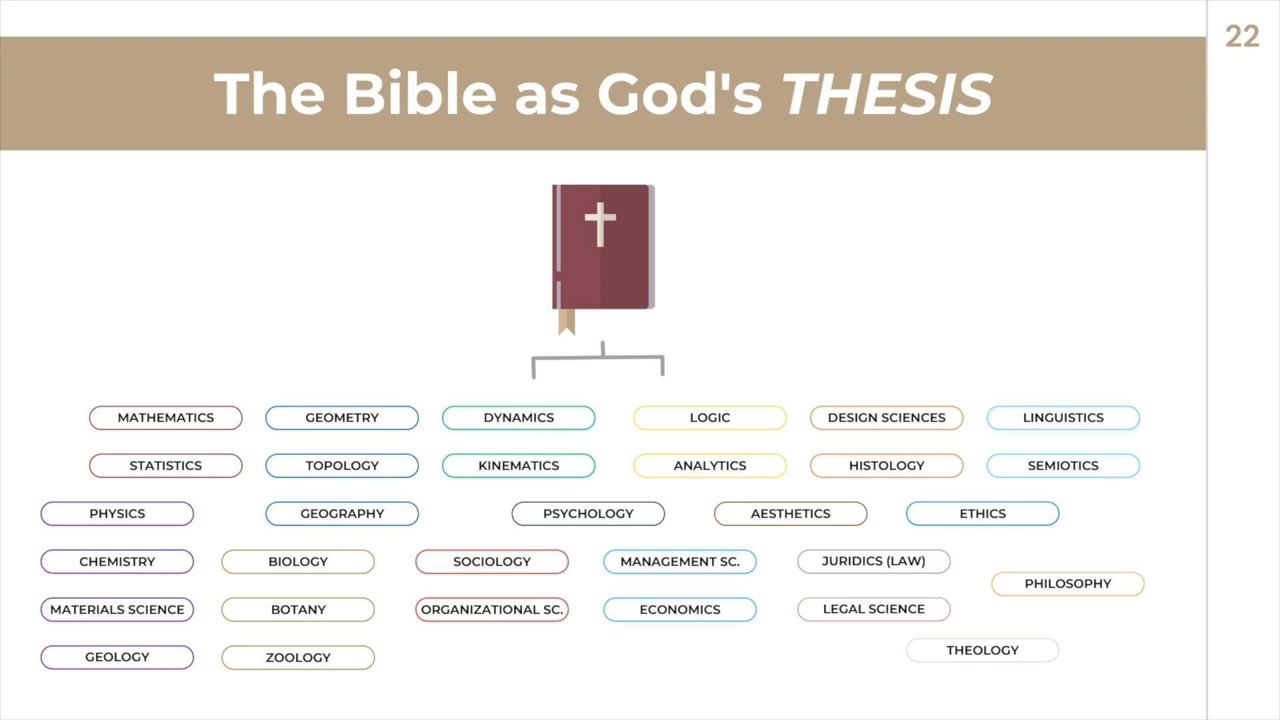 22
The Bible as God's THESIS
MATHEMATICS
GEOMETRY
DYNAMICS
LOGIC
DESIGN SCIENCES
LINGUISTICS
STATISTICS
TOPOLOGY
KINEMATICS
ANALYTICS
HISTOLOGY
SEMIOTICS
PHYSICS
GEOGRAPHY
PSYCHOLOGY
AESTHETICS
ETHICS
CHEMISTRY
BIOLOGY
SOCIOLOGY
MANAGEMENT SC.
JURIDICS (LAW)
PHILOSOPHY
MATERIALS SCIENCE
BOTANY
ORGANIZATIONAL SC.
ECONOMICS
LEGAL SCIENCE
THEOLOGY
GEOLOGY
ZOOLOGY